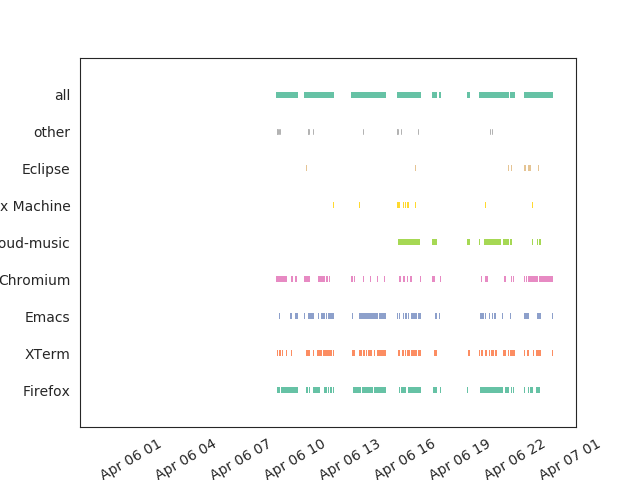 all
other
Eclipse
x Machine
oud-music
Chromium
Emacs
XTerm
Firefox
Apr 06 01
Apr 06 04
Apr 06 07
Apr 06 10
Apr 06 13
Apr 06 16
Apr 06 19
Apr 06 22
Apr 07 01